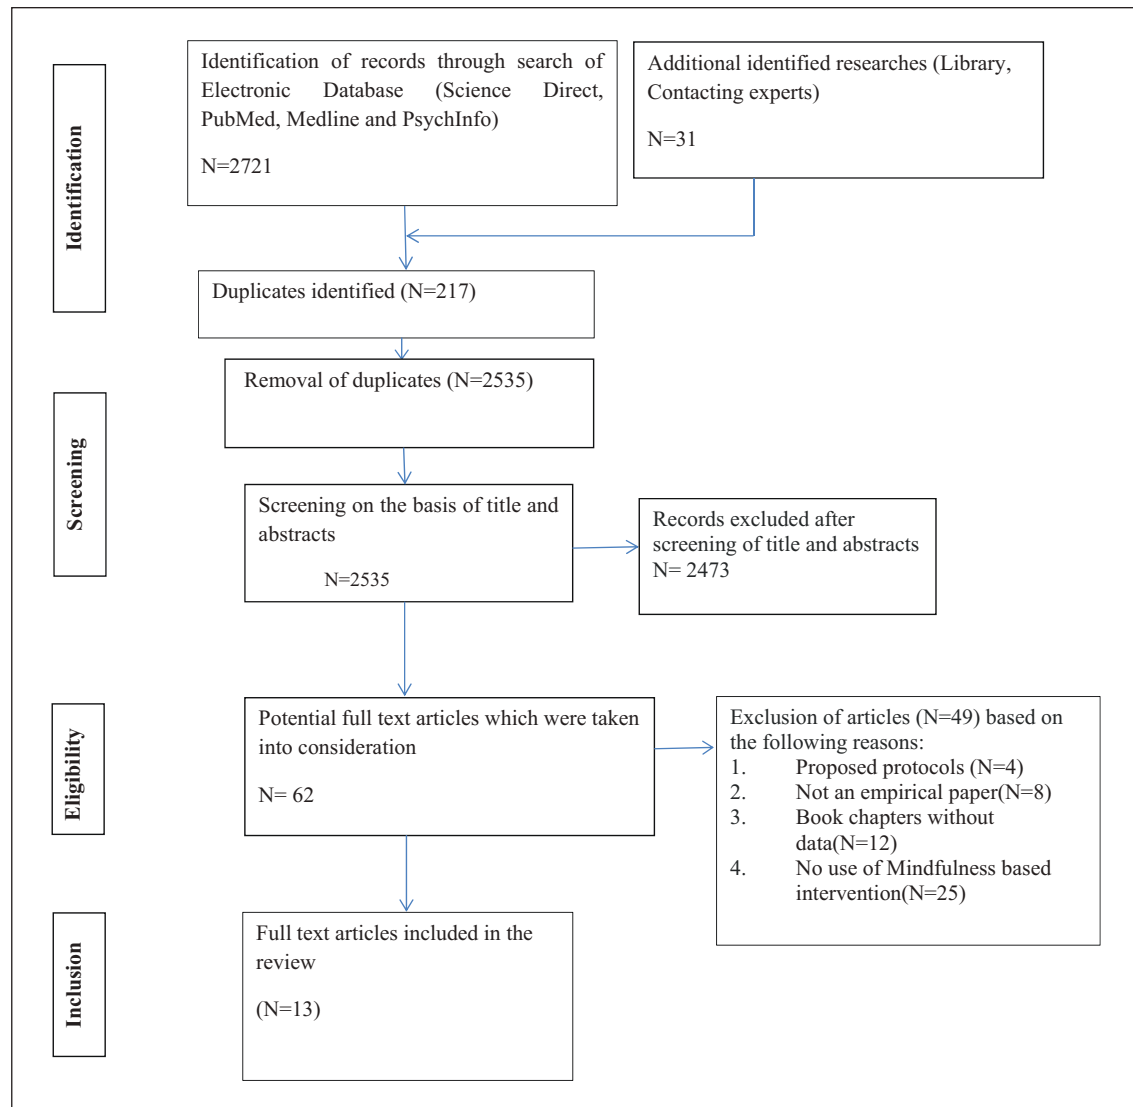 Identification
Identification of records through search of
Electronic Database (Science Direct,
PubMed, Medline and PsychInfo)
N=2721
Additional identified researches (Library,
Contacting experts)
N=31
Duplicates identified (N=217)
Screening
Removal of duplicates (N=2535)
Screening on the basis of title and
abstracts
N=2535
Records excluded after
screening of title and abstracts
N= 2473
Eligibility
Potential full text articles which were taken
into consideration
N= 62
Exclusion of articles (N=49) based on
the following reasons:
1. Proposed protocols (N=4)
2. Not an empirical paper(N=8)
3. Book chapters without
data(N=12)
4. No use of Mindfulness based
intervention(N=25)
Inclusion
Full text articles included in the
review
(N=13)